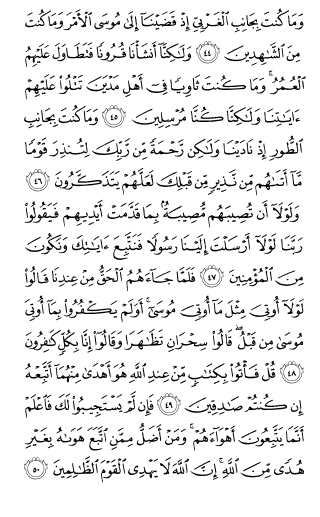 وَمَا كُنتَ بِجَانِبِ ٱلْغَرْبِىِّ إِذْ قَضَيْنَآ إِلَىٰ مُوسَى ٱلْأَمْرَ وَمَا كُنتَ
مِنَ ٱلشَّٰهِدِينَ ٤٤ وَلَٰكِنَّآ أَنشَأْنَا قُرُونًا فَتَطَاوَلَ عَلَيْهِمُ
ٱلْعُمُرُ ۚ وَمَا كُنتَ ثَاوِيًا فِىٓ أَهْلِ مَدْيَنَ تَتْلُوا۟ عَلَيْهِمْ
ءَايَٰتِنَا وَلَٰكِنَّا كُنَّا مُرْسِلِينَ ٤٥ وَمَا كُنتَ بِجَانِبِ
ٱلطُّورِ إِذْ نَادَيْنَا وَلَٰكِن رَّحْمَةً مِّن رَّبِّكَ لِتُنذِرَ قَوْمًا
مَّآ أَتَىٰهُم مِّن نَّذِيرٍ مِّن قَبْلِكَ لَعَلَّهُمْ يَتَذَكَّرُونَ ٤٦
وَلَوْلَآ أَن تُصِيبَهُم مُّصِيبَةٌۢ بِمَا قَدَّمَتْ أَيْدِيهِمْ فَيَقُولُوا۟
رَبَّنَا لَوْلَآ أَرْسَلْتَ إِلَيْنَا رَسُولًا فَنَتَّبِعَ ءَايَٰتِكَ وَنَكُونَ
مِنَ ٱلْمُؤْمِنِينَ ٤٧ فَلَمَّا جَآءَهُمُ ٱلْحَقُّ مِنْ عِندِنَا قَالُوا۟
لَوْلَآ أُوتِىَ مِثْلَ مَآ أُوتِىَ مُوسَىٰٓ ۚ أَوَلَمْ يَكْفُرُوا۟ بِمَآ أُوتِىَ
مُوسَىٰ مِن قَبْلُ ۖ قَالُوا۟ سِحْرَانِ تَظَٰهَرَا وَقَالُوٓا۟ إِنَّا بِكُلٍّ كَٰفِرُونَ
٤٨ قُلْ فَأْتُوا۟ بِكِتَٰبٍ مِّنْ عِندِ ٱللَّهِ هُوَ أَهْدَىٰ مِنْهُمَآ أَتَّبِعْهُ
إِن كُنتُمْ صَٰدِقِينَ ٤٩ فَإِن لَّمْ يَسْتَجِيبُوا۟ لَكَ فَٱعْلَمْ
أَنَّمَا يَتَّبِعُونَ أَهْوَآءَهُمْ ۚ وَمَنْ أَضَلُّ مِمَّنِ ٱتَّبَعَ هَوَىٰهُ بِغَيْرِ
هُدًى مِّنَ ٱللَّهِ ۚ إِنَّ ٱللَّهَ لَا يَهْدِى ٱلْقَوْمَ ٱلظَّٰلِمِينَ ٥٠